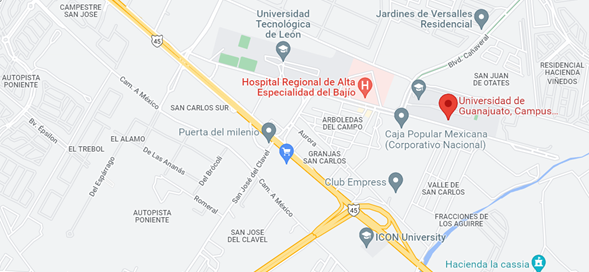 CAMPESTRE
SAN JOSE
Universidad
Tecnológica
de León
Jardines de Versalles
Residencial
45
Blvd. Cañaveral
AUTOPISTA
PONIENTE
Cam. A México
Hospital Regional de Alta
Especialidad del Bajío
H
SAN JUAN
DE OTATES
RESIDENCIAL
HACIENDA
VIÑEDOS
SAN CARLOS SUR
Universidad de
Guanajuato, Campus...
Bv. Epsilon
ARBOLEDAS
DEL CAMPO
Puerta del milenio
Aurora
Caja Popular Mexicana
(Corporativo Nacional)
EL ALAMO
EL TREBOL
De Las Ananás
GRANJAS
SAN CARLOS
Del Espárrago
Del Brócoli
San José del Clavel
Cam. A México
Club Empress
VALLE DE
SAN CARLOS
Romeral
AUTOPISTA
PONIENTE
45
FRACCIONES
DE LOS
AGUIRRE
SAN JOSE
DEL CLAVEL
ICON University
Hacienda la cassia